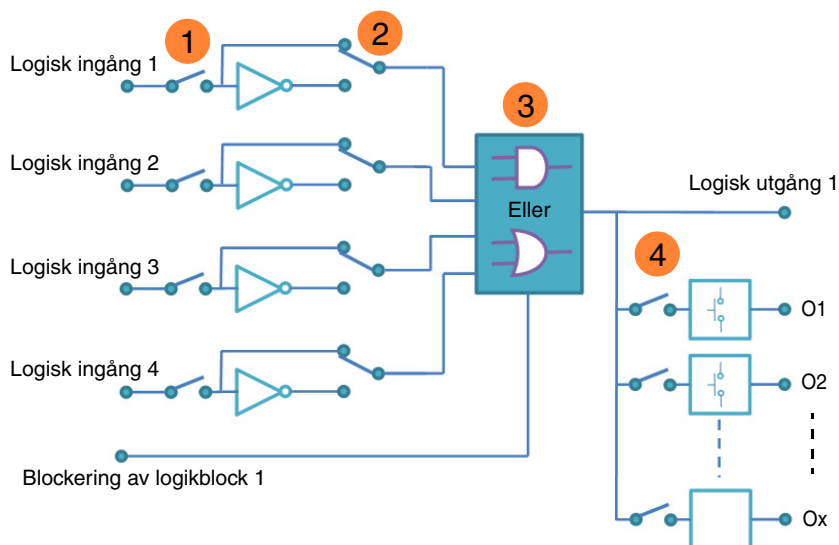 1
2
Logisk ingång 1
3
Logisk ingång 2
Logisk utgång 1
Eller
4
Logisk ingång 3
O1
Logisk ingång 4
O2
Blockering av logikblock 1
Ox